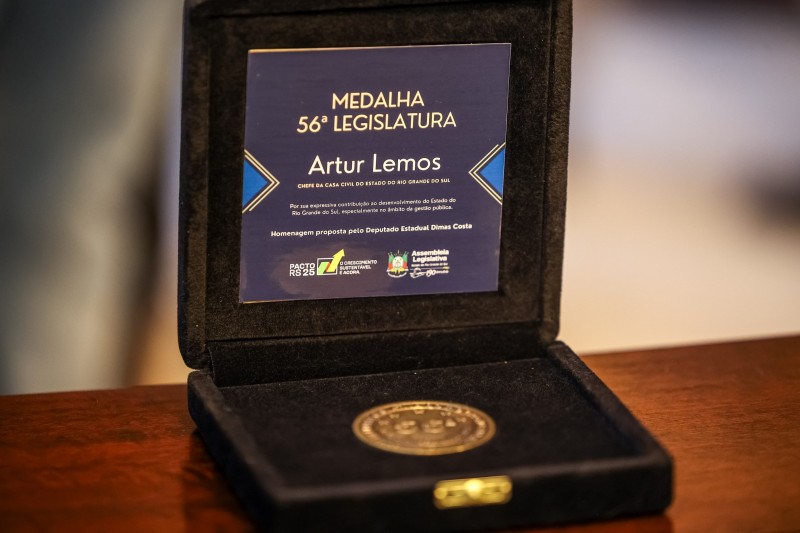 MEDALHA
56ª LEGISLATURA
Artur Lemos
CHEFE DA CASA CIVIL DO ESTADO DO RIO GRANDE DO SUL
Por sua expressiva contribuição ao desenvolvimento do Estado do
Rio Grande do Sul, especialmente no âmbito da gestão pública.
Homenagem proposta pelo Deputado Estadual Dimas Costa
PACTO
RS25
O CRESCIMENTO
SUSTENTÁVEL
É AGORA.
Assembleia
Legislativa